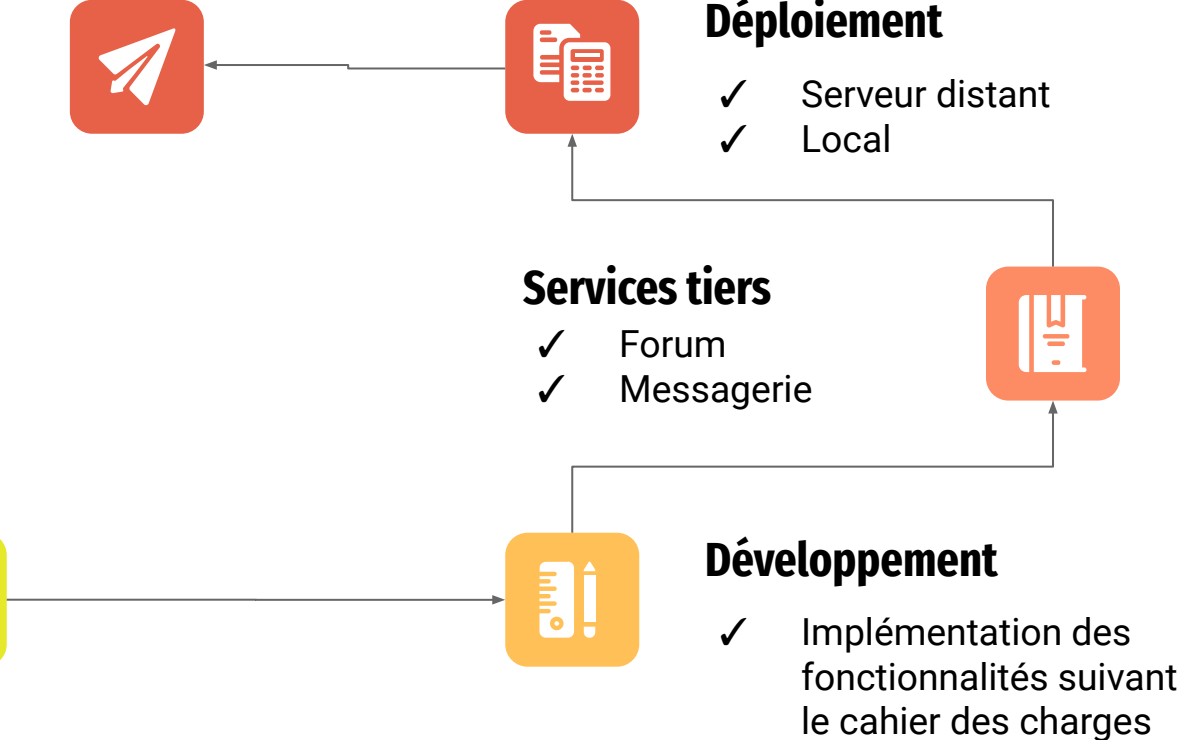 Déploiement
✓ Serveur distant
✓ Local
Services tiers
✓ Forum
✓ Messagerie
Développement
✓ Implémentation des
fonctionnalités suivant
le cahier des charges